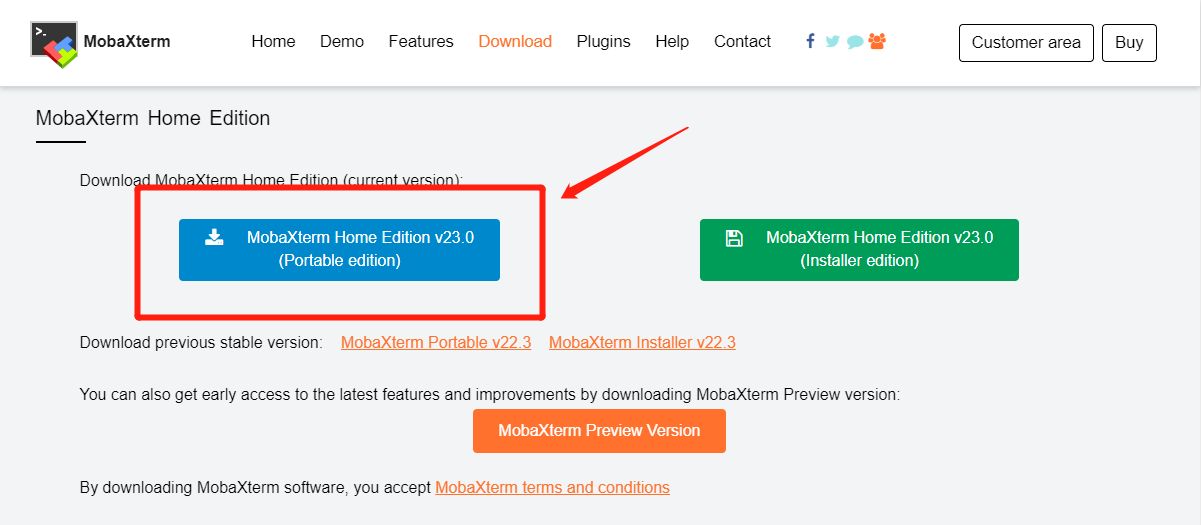 MobaXterm Home Demo Features Download Plugins Help Contact Customer area Buy
MobaXterm Home Edition
Download MobaXterm Home Edition (current version):
MobaXterm Home Edition v23.0
(Portable edition)
MobaXterm Home Edition v23.0
(Installer edition)
Download previous stable version: MobaXterm Portable v22.3 MobaXterm Installer v22.3
You can also get early access to the latest features and improvements by downloading MobaXterm Preview version:
MobaXterm Preview Version
By downloading MobaXterm software, you accept MobaXterm terms and conditions